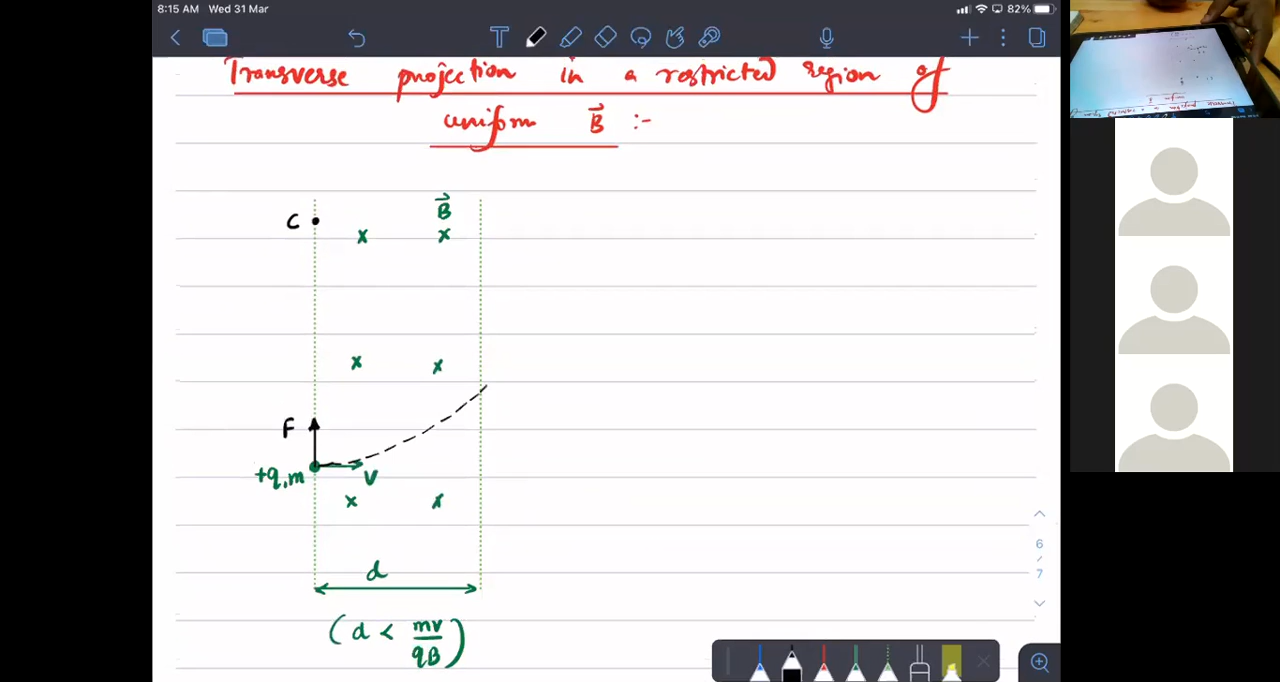 8:15 AM Wed 31 Mar
82%
Transverse projection in a restricted region of
uniform B⃗ :-
C
B⃗
x x
x x
F
+q,m
V
x x
d
(d < mv/qB)
6
/
7